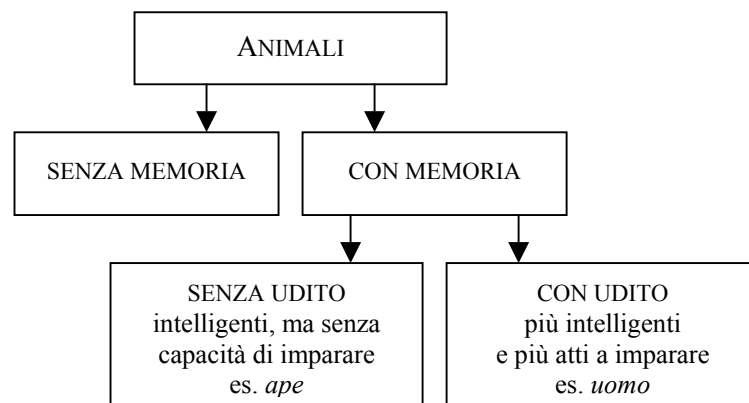 ANIMALI
SENZA MEMORIA
CON MEMORIA
SENZA UDITO
intelligenti, ma senza
capacità di imparare
es. ape
CON UDITO
più intelligenti
e più atti a imparare
es. uomo